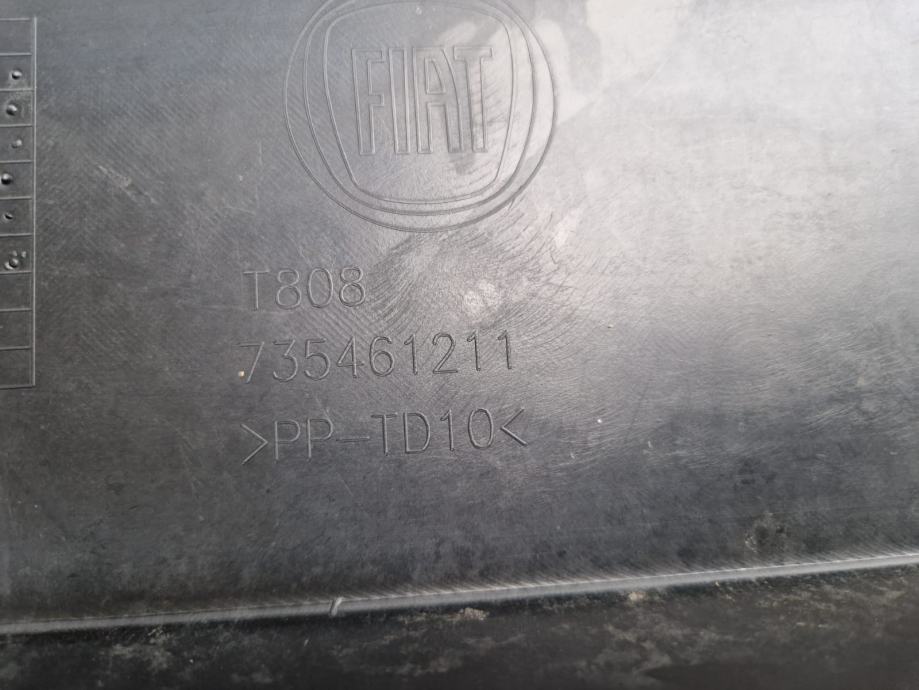 FIAT
T808
735461211
>PP-TD10<